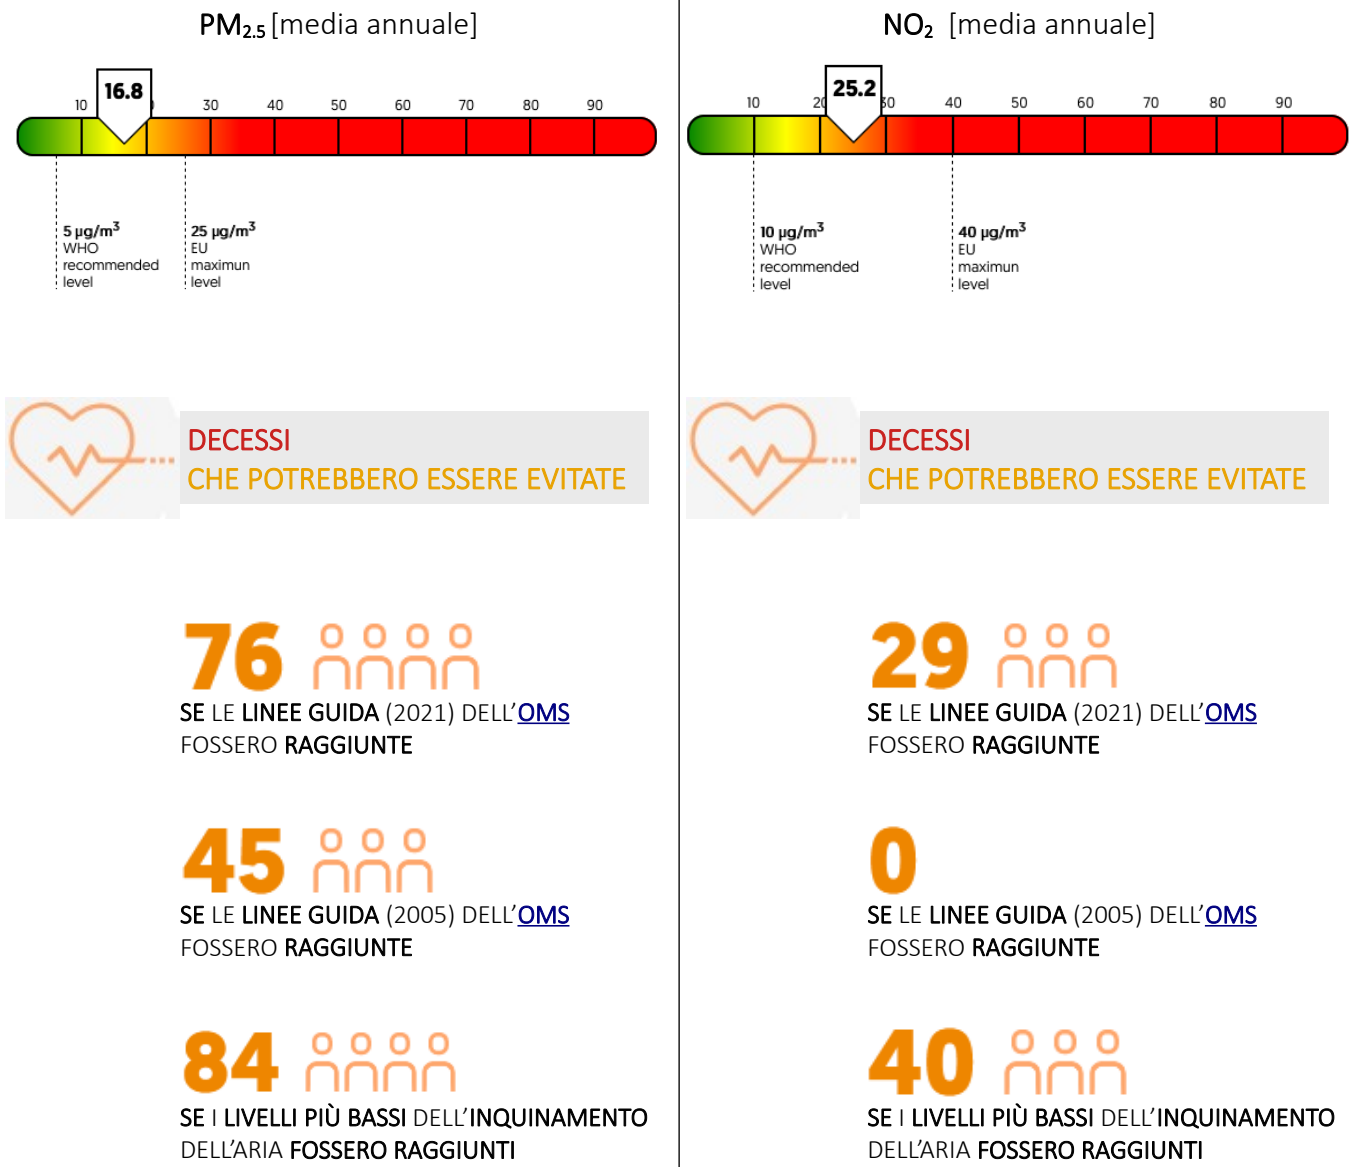 PM2.5 [media annuale]
16.8
10 30 40 50 60 70 80 90
5 µg/m³
WHO
recommended
level
25 µg/m³
EU
maximun
level
DECESSI
CHE POTREBBERO ESSERE EVITATE
76
SE LE LINEE GUIDA (2021) DELL'OMS
FOSSERO RAGGIUNTE
45
SE LE LINEE GUIDA (2005) DELL'OMS
FOSSERO RAGGIUNTE
84
SE I LIVELLI PIÙ BASSI DELL'INQUINAMENTO
DELL'ARIA FOSSERO RAGGIUNTI
NO₂ [media annuale]
25.2
10 20 30 40 50 60 70 80 90
10 µg/m³
WHO
recommended
level
40 µg/m³
EU
maximun
level
DECESSI
CHE POTREBBERO ESSERE EVITATE
29
SE LE LINEE GUIDA (2021) DELL'OMS
FOSSERO RAGGIUNTE
0
SE LE LINEE GUIDA (2005) DELL'OMS
FOSSERO RAGGIUNTE
40
SE I LIVELLI PIÙ BASSI DELL'INQUINAMENTO
DELL'ARIA FOSSERO RAGGIUNTI